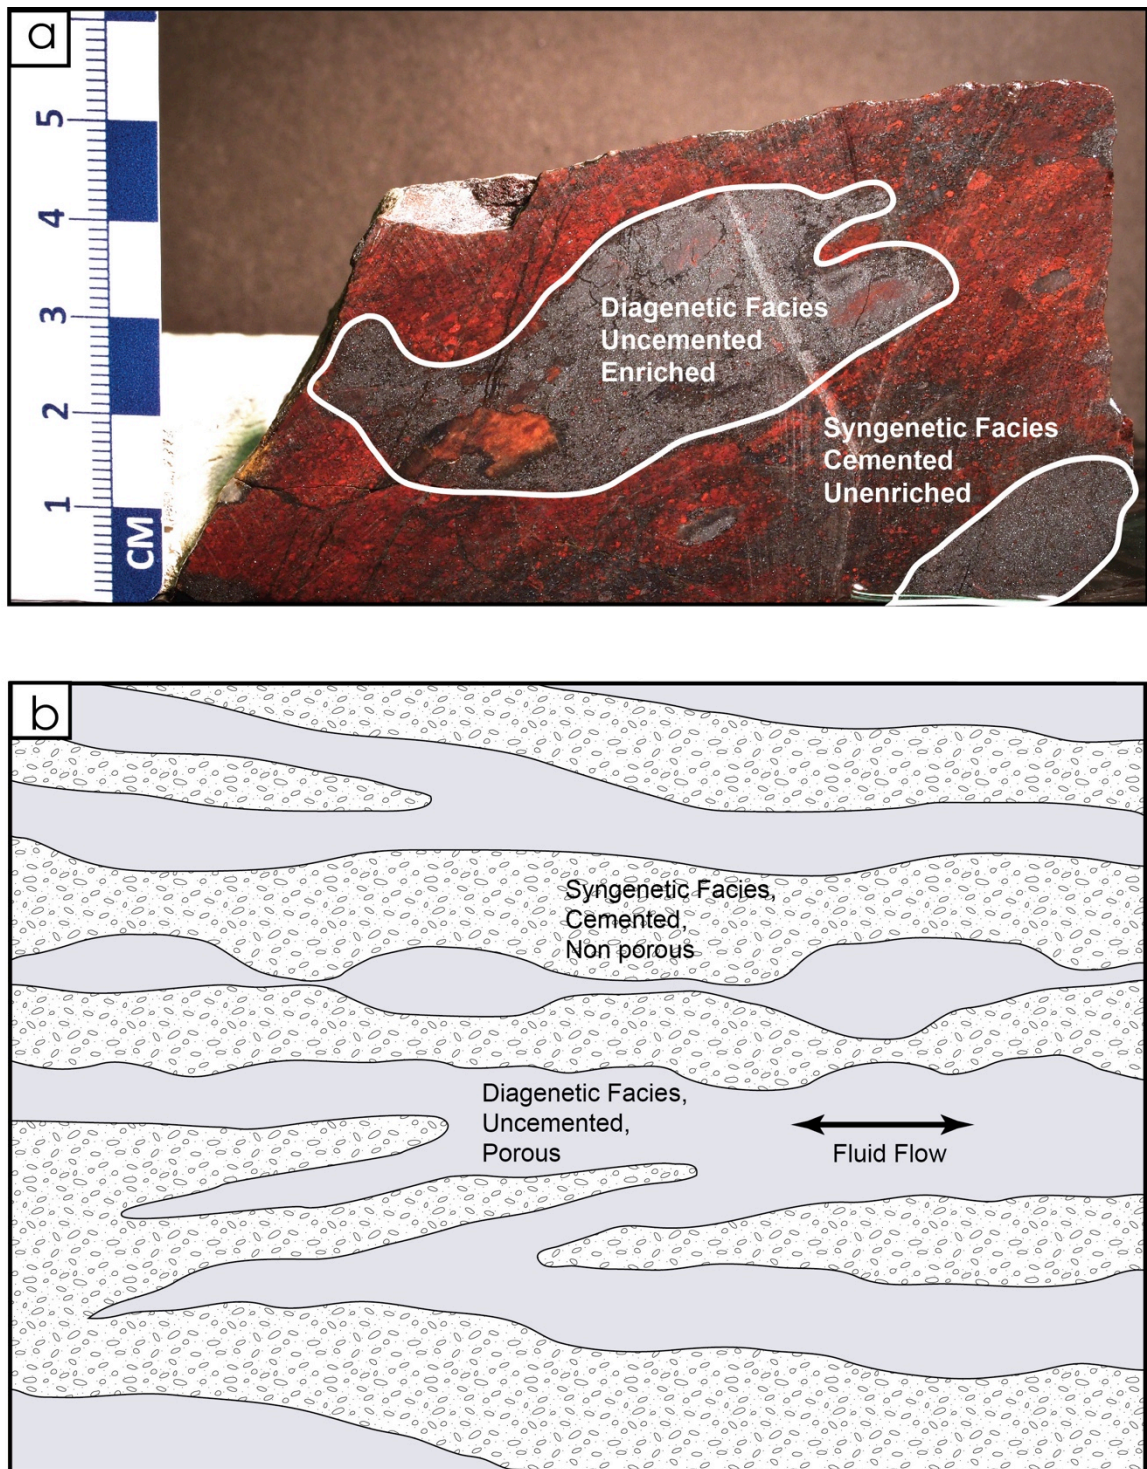 a
5
4
3
2
1
CM
Diagenetic Facies
Uncemented
Enriched
Syngenetic Facies
Cemented
Unenriched
b
Syngenetic Facies,
Cemented,
Non porous
Diagenetic Facies,
Uncemented,
Porous
Fluid Flow